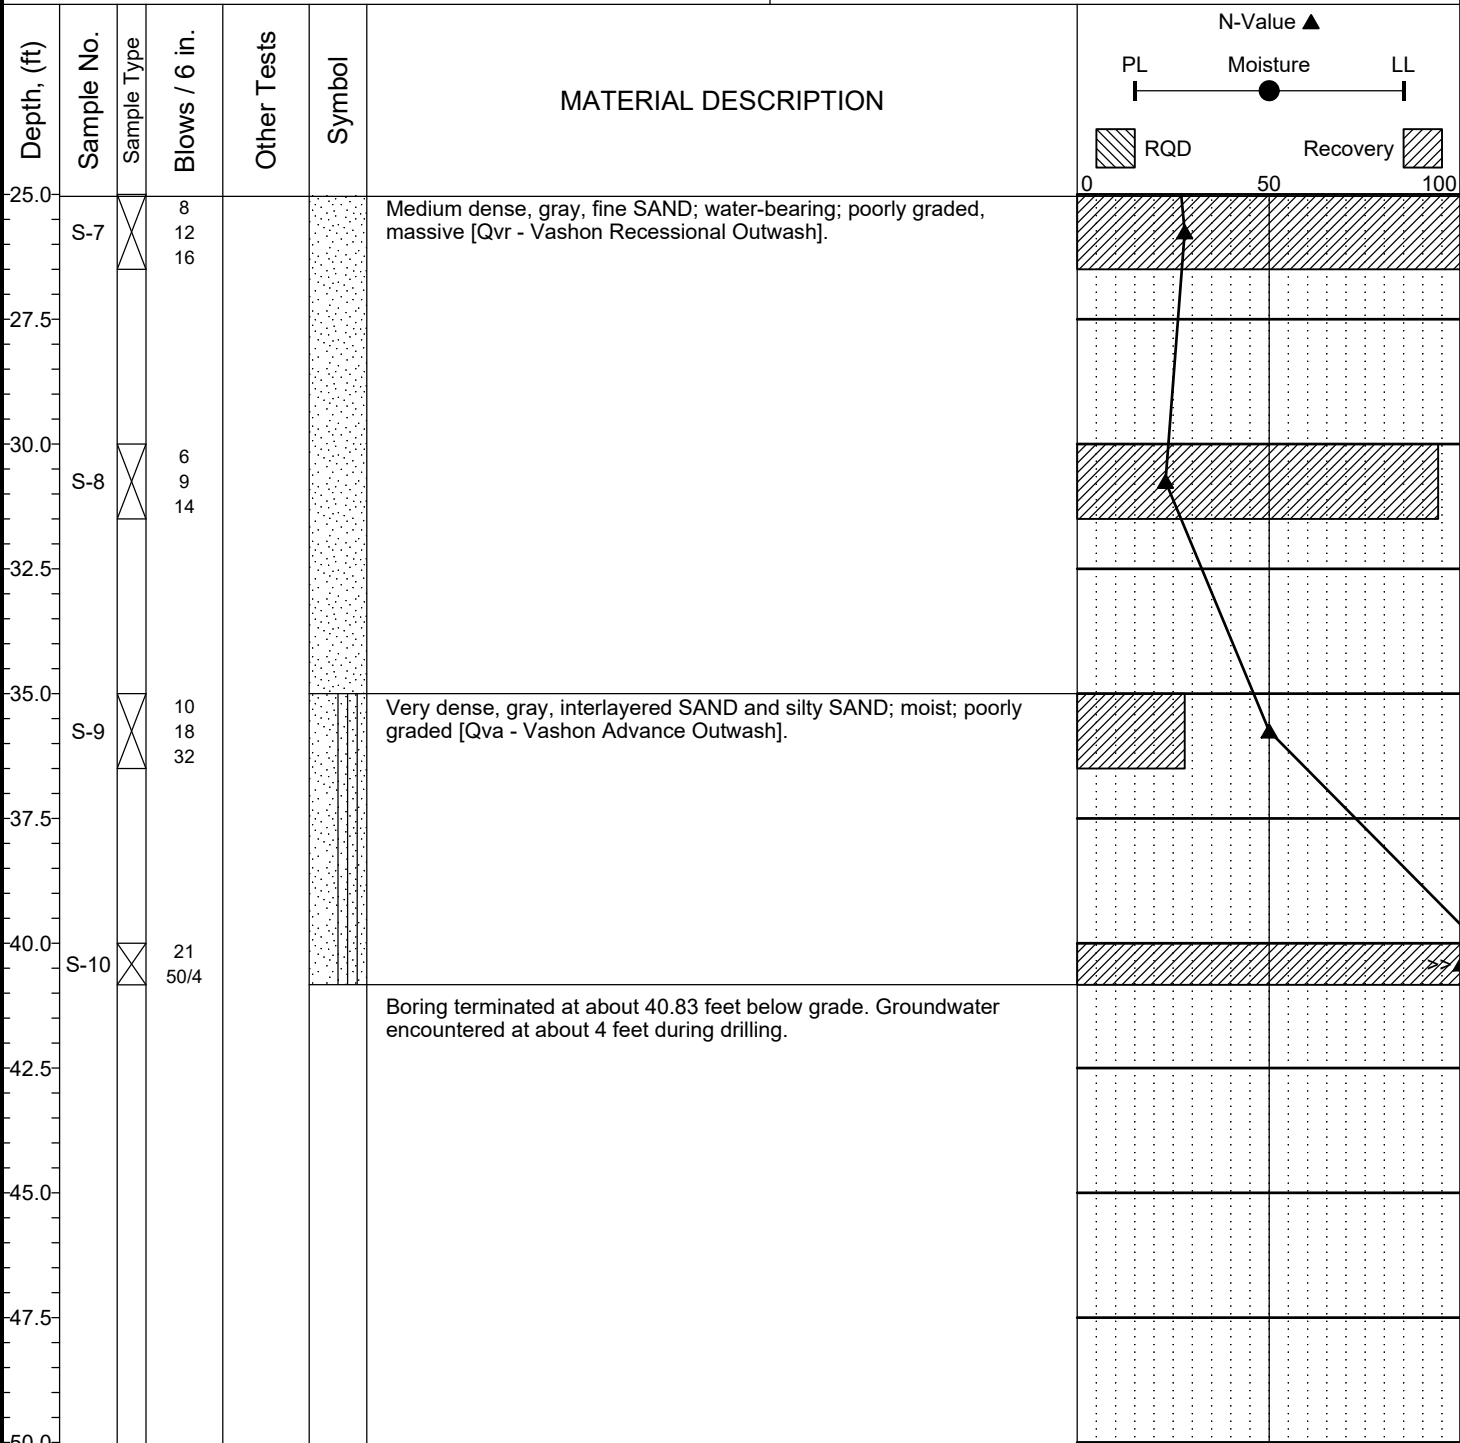 Depth, (ft)
Sample No.
Sample Type
Blows / 6 in.
Other Tests
Symbol
MATERIAL DESCRIPTION
N-Value ▲
PL Moisture LL
RQD Recovery
0 50 100
25.0
S-7
8
12
16
Medium dense, gray, fine SAND; water-bearing; poorly graded,
massive [Qvr - Vashon Recessional Outwash].
27.5
30.0
S-8
6
9
14
32.5
35.0
S-9
10
18
32
Very dense, gray, interlayered SAND and silty SAND; moist; poorly
graded [Qva - Vashon Advance Outwash].
37.5
40.0
S-10
21
50/4
>>
Boring terminated at about 40.83 feet below grade. Groundwater
encountered at about 4 feet during drilling.
42.5
45.0
47.5
50.0